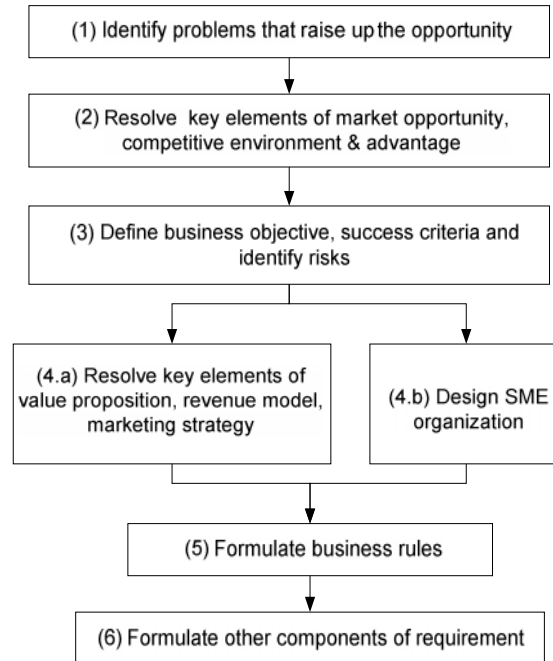 (1) Identify problems that raise up the opportunity
(2) Resolve key elements of market opportunity,
competitive environment & advantage
(3) Define business objective, success criteria and
identify risks
(4.a) Resolve key elements of
value proposition, revenue model,
marketing strategy
(4.b) Design SME
organization
(5) Formulate business rules
(6) Formulate other components of requirement